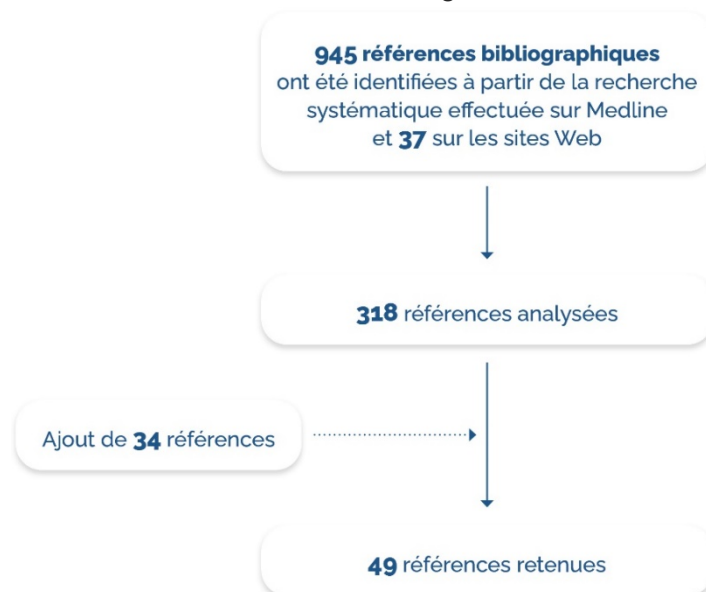 945 références bibliographiques
ont été identifiées à partir de la recherche
systématique effectuée sur Medline
et 37 sur les sites Web
318 références analysées
Ajout de 34 références
49 références retenues